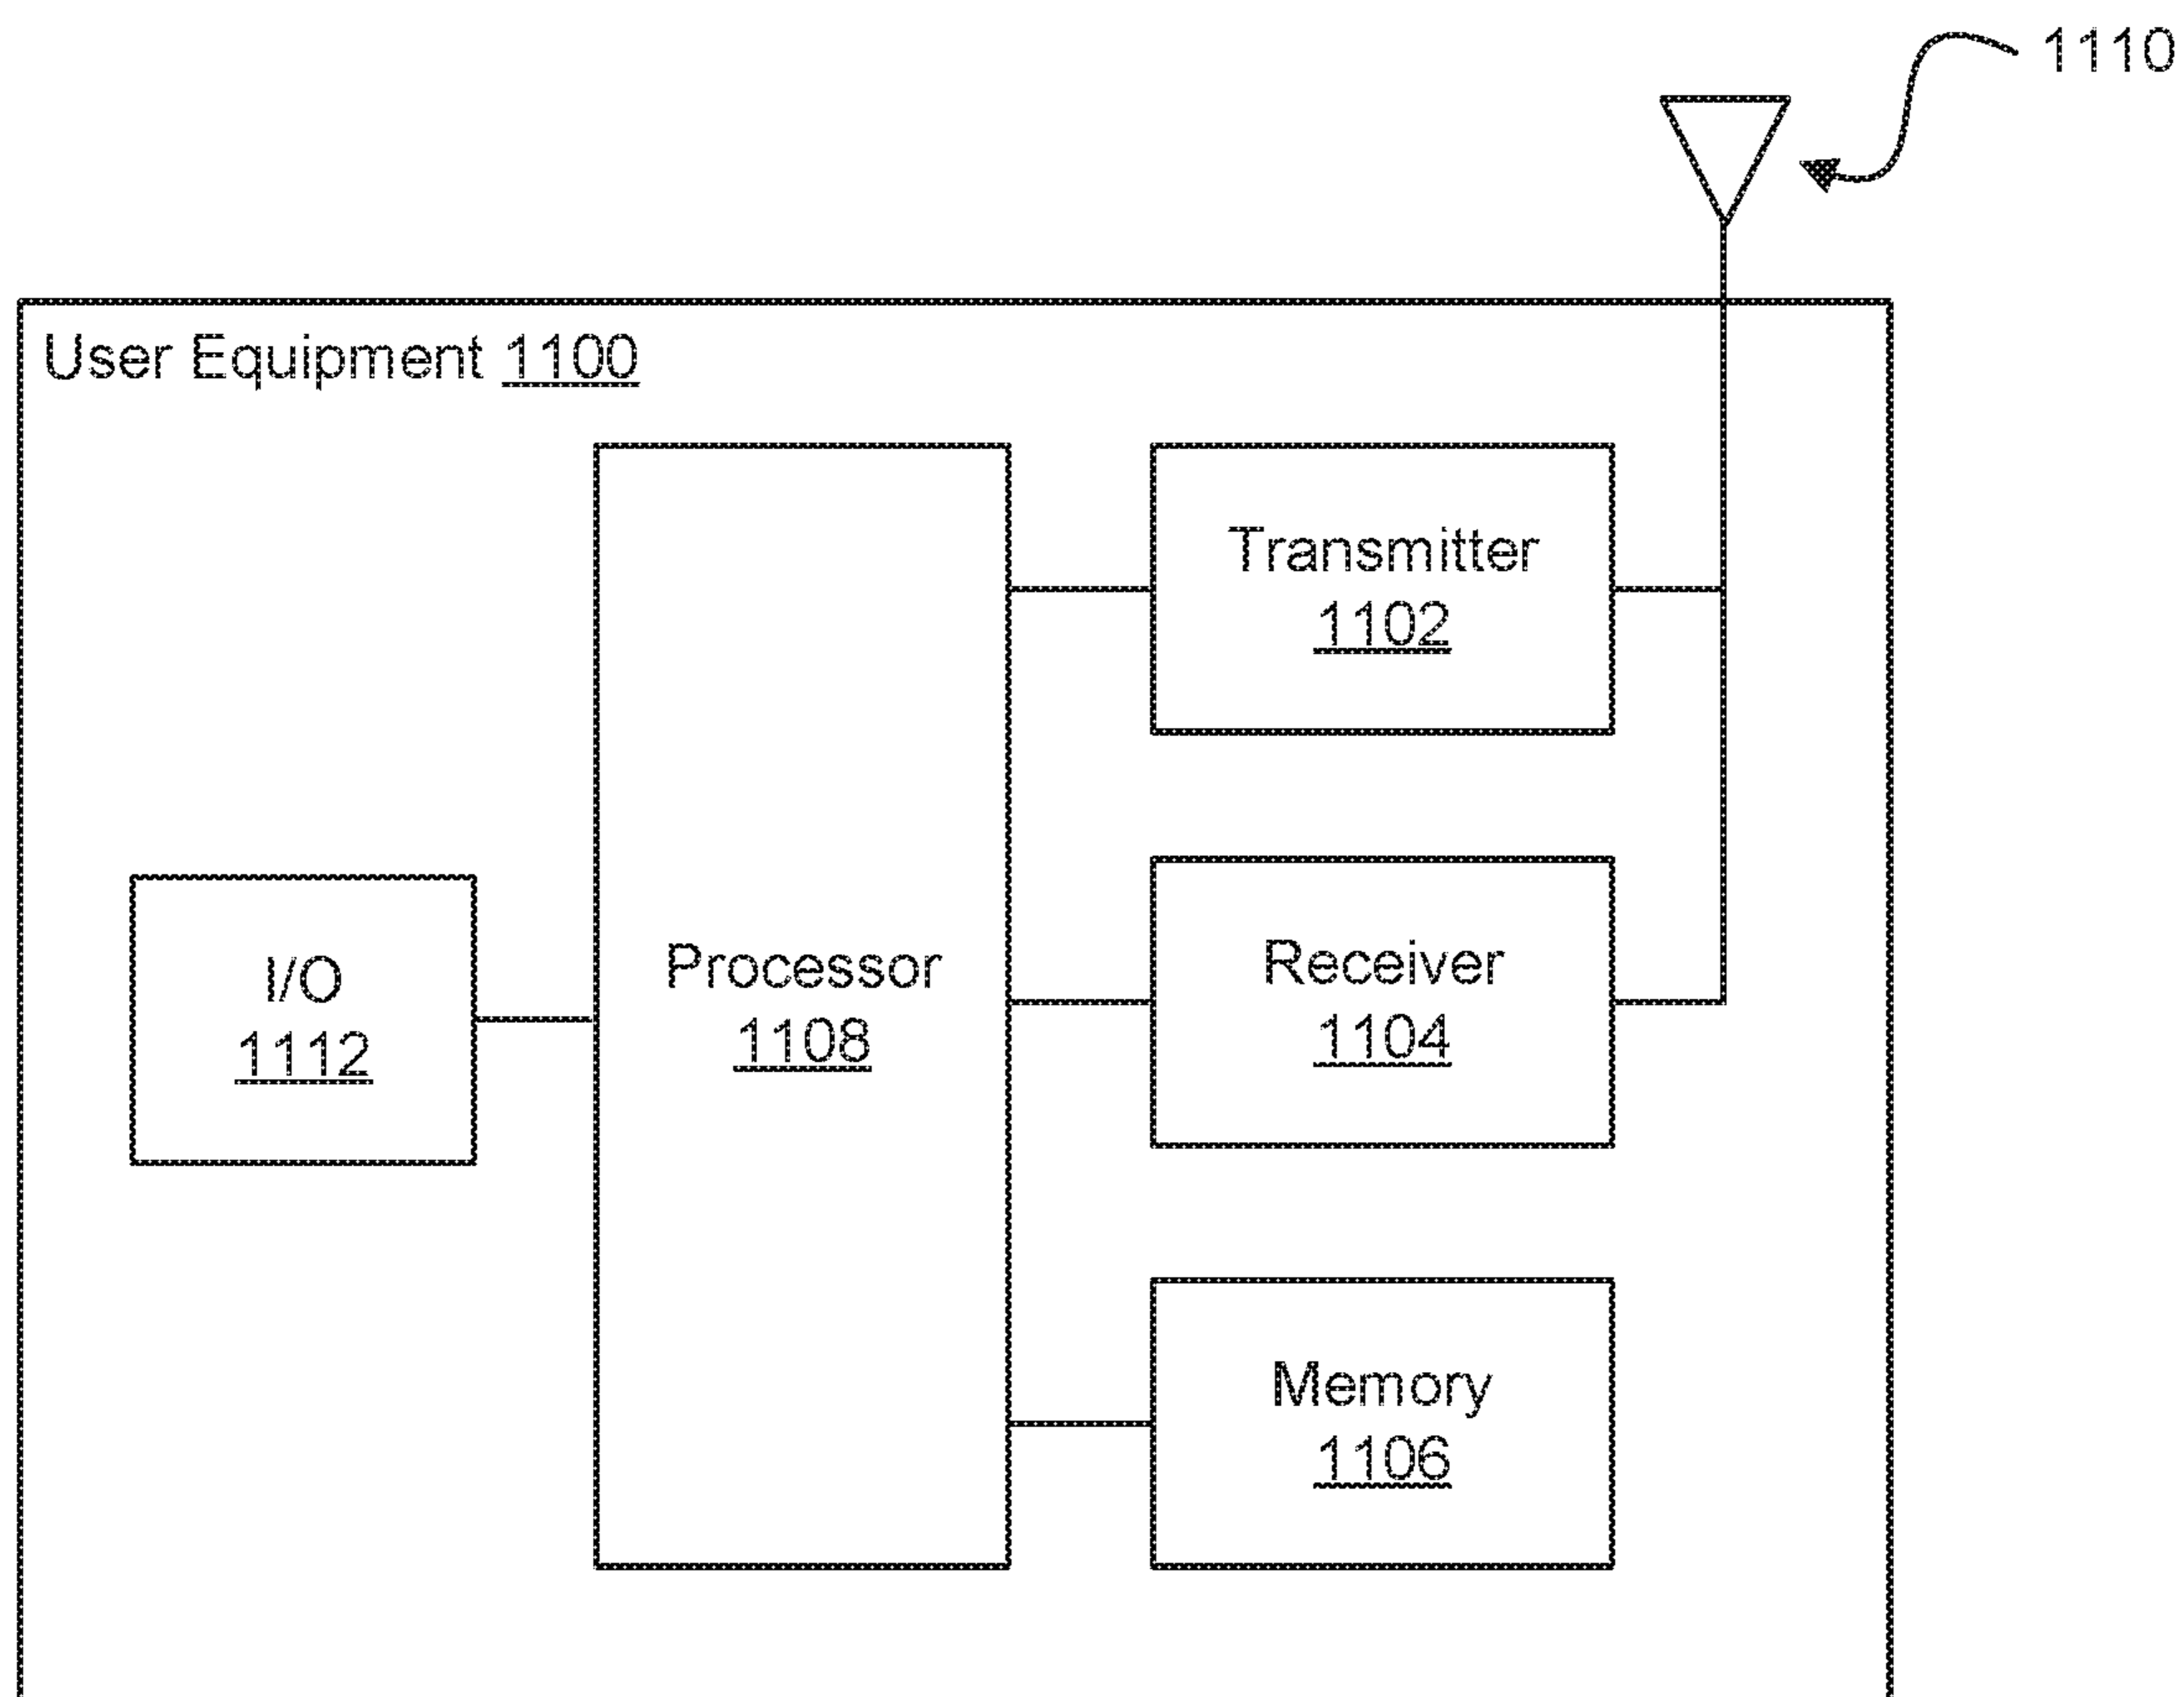 1110
User Equipment 1100
Transmitter
1102
I/O
1112
Processor
1108
Receiver
1104
Memory
1106